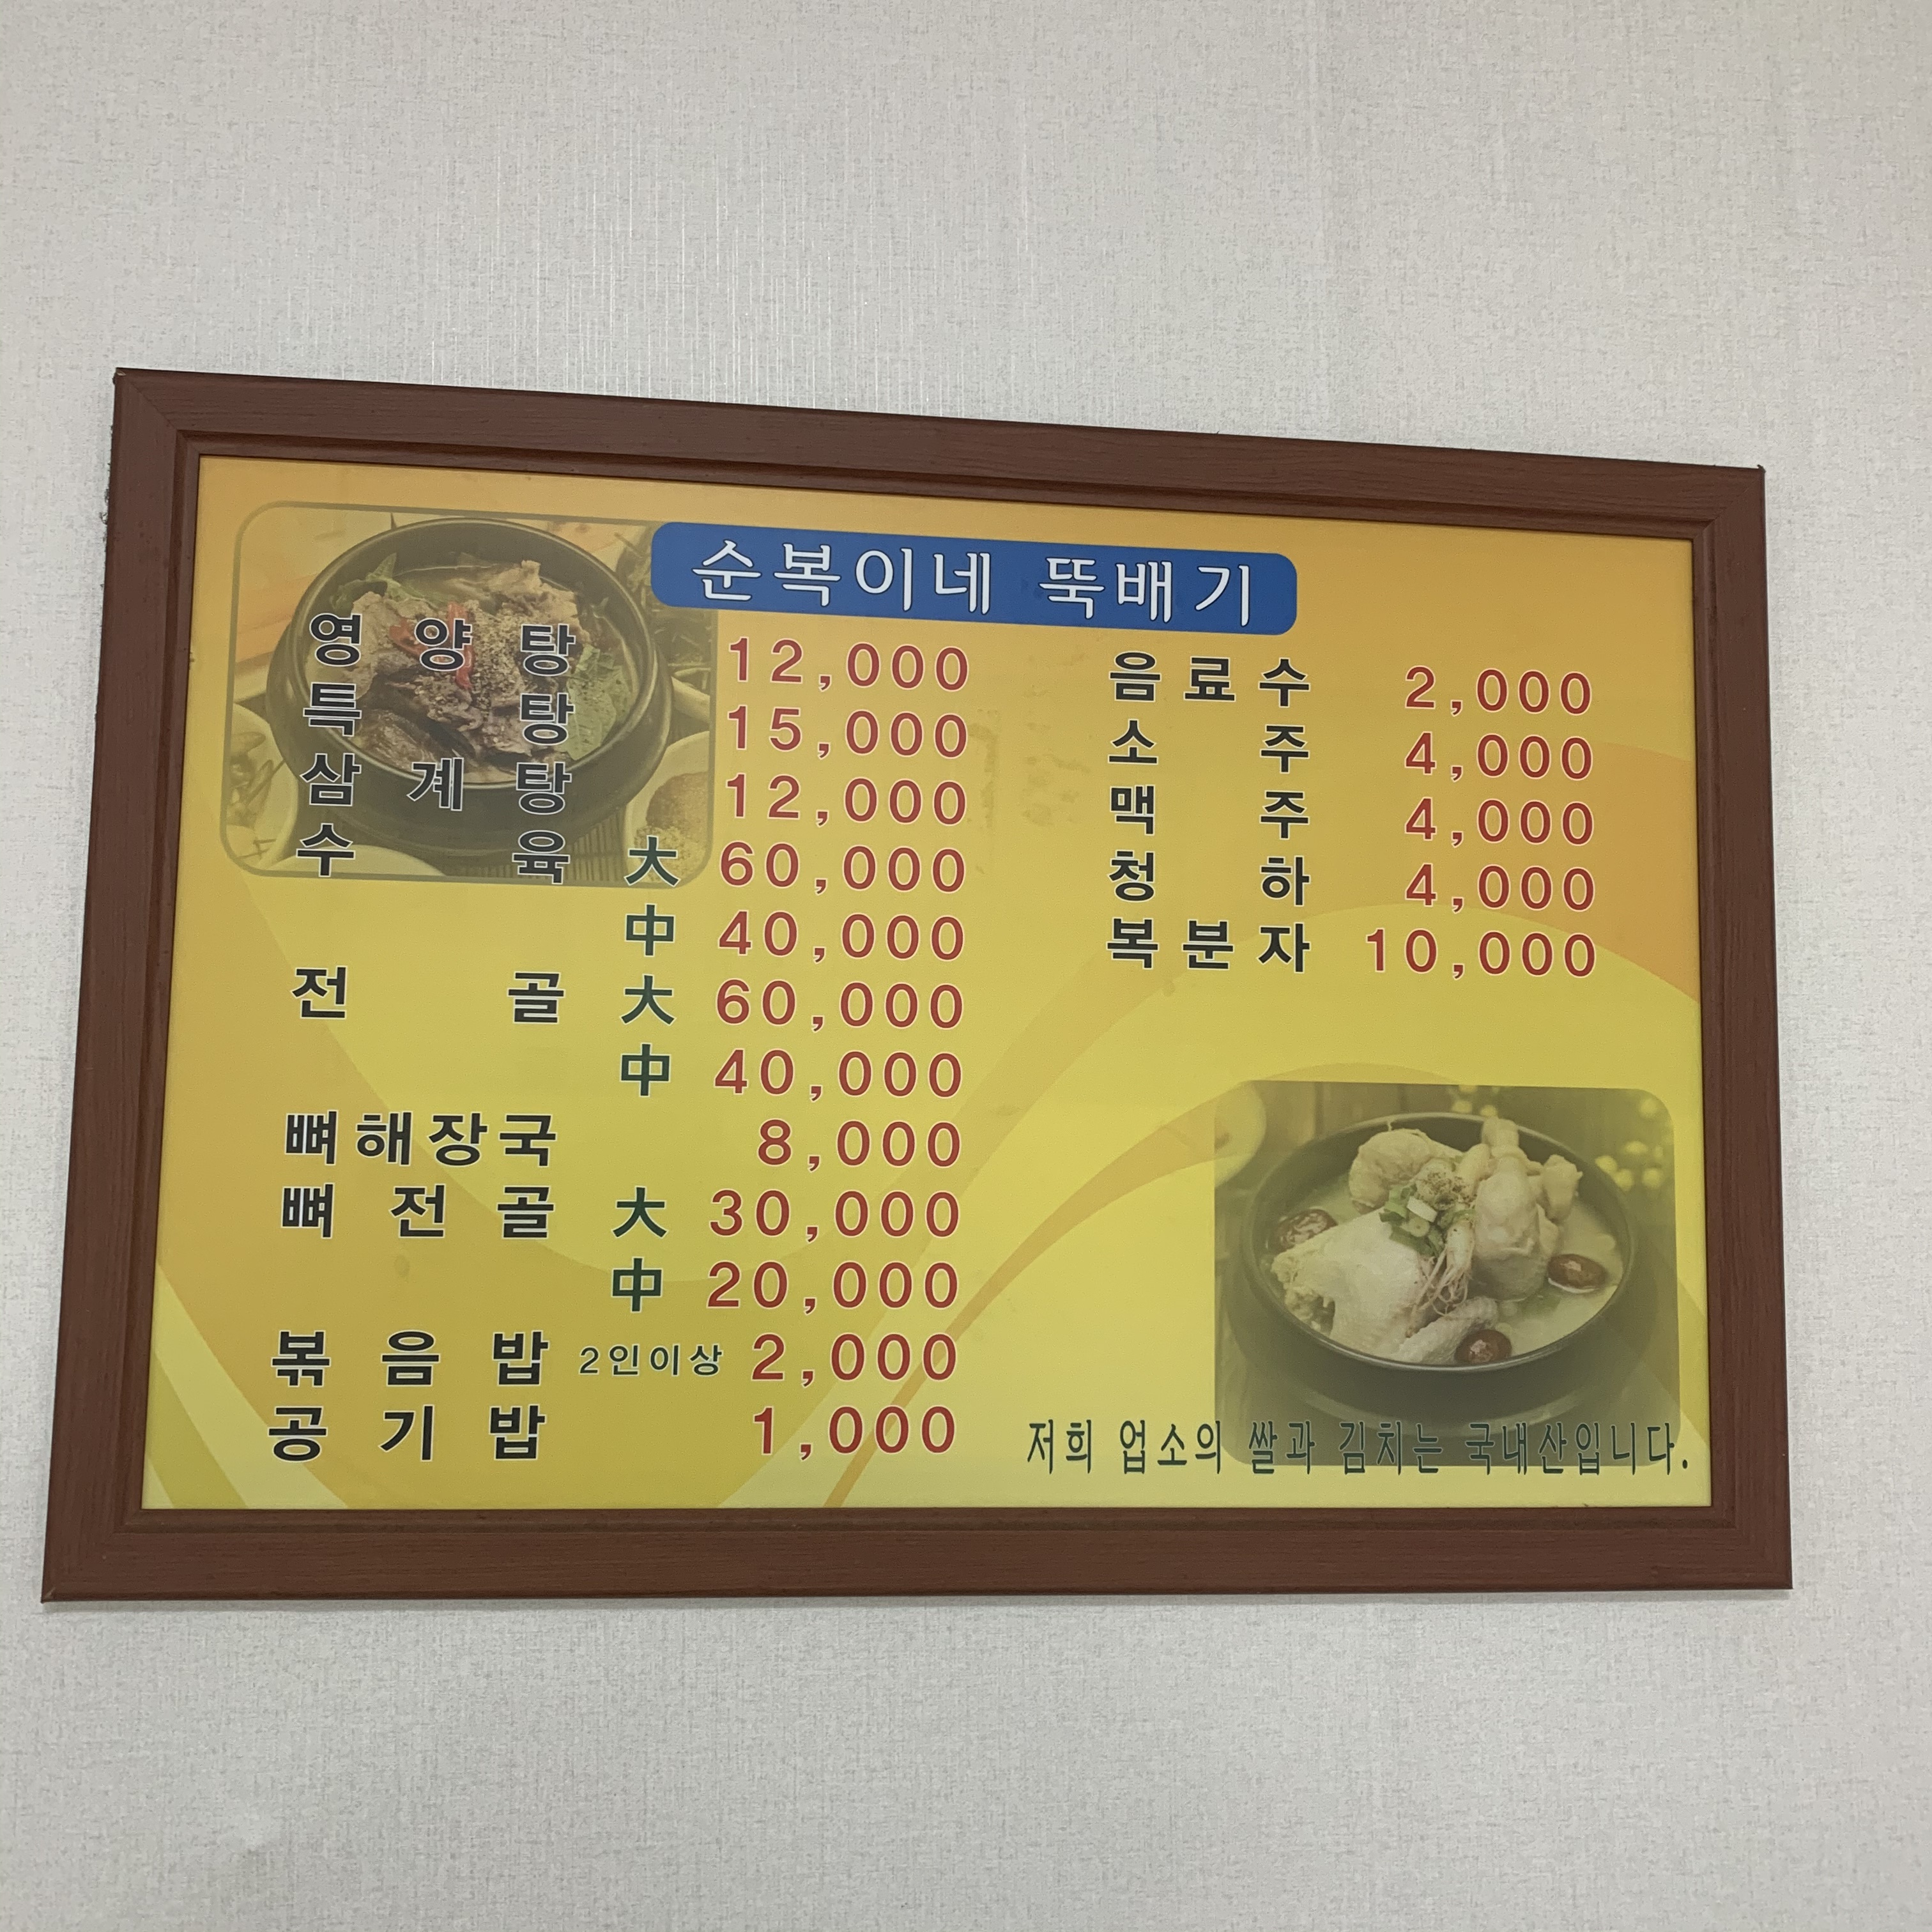 순복이네 뚝배기
영양탕 12,000
특탕 15,000
삼계탕 12,000
수육 大 60,000
中 40,000
전골 大 60,000
中 40,000
뼈해장국 8,000
뼈전골 大 30,000
中 20,000
볶음밥 2인이상 2,000
공기밥 1,000
음료수 2,000
소주 4,000
맥주 4,000
청하 4,000
복분자 10,000
저희 업소의 쌀과 김치는 국내산입니다.